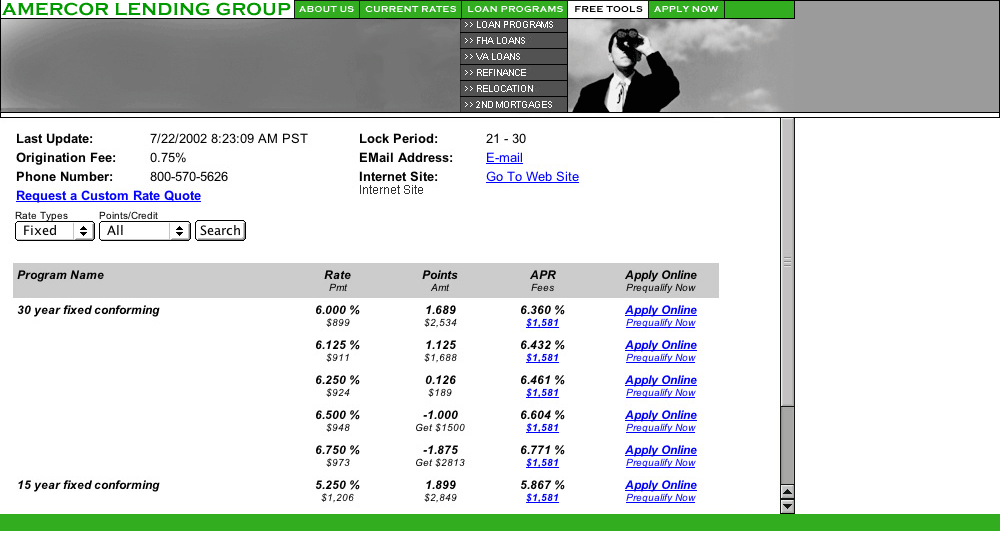 AMERCOR LENDING GROUP ABOUT US CURRENT RATES LOAN PROGRAMS FREE TOOLS APPLY NOW
>> LOAN PROGRAMS
>> FHA LOANS
>> VA LOANS
>> REFINANCE
>> RELOCATION
>> 2ND MORTGAGES
Last Update: 7/22/2002 8:23:09 AM PST Lock Period: 21 - 30
Origination Fee: 0.75% EMail Address: E-mail
Phone Number: 800-570-5626 Internet Site: Go To Web Site
Internet Site
Request a Custom Rate Quote
Rate Types Points/Credit
Fixed All Search
Program Name Rate Points APR Apply Online
Pmt Amt Fees Prequalify Now
30 year fixed conforming 6.000 % 1.689 6.360 % Apply Online
$899 $2,534 $1,581 Prequalify Now
6.125 % 1.125 6.432 % Apply Online
$911 $1,688 $1,581 Prequalify Now
6.250 % 0.126 6.461 % Apply Online
$924 $189 $1,581 Prequalify Now
6.500 % -1.000 6.604 % Apply Online
$948 Get $1500 $1,581 Prequalify Now
6.750 % -1.875 6.771 % Apply Online
$973 Get $2813 $1,581 Prequalify Now
15 year fixed conforming 5.250 % 1.899 5.867 % Apply Online
$1,206 $2,849 $1,581 Prequalify Now